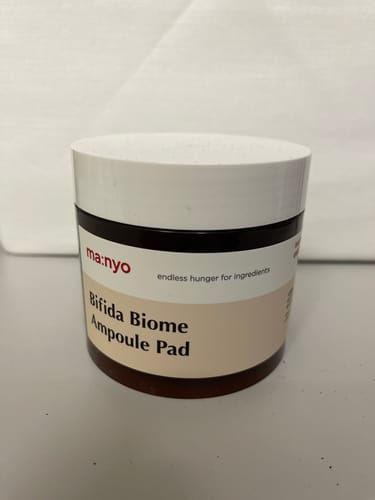 ma:nyo
endless hunger for ingredients
Bifida Biome
Ampoule Pad